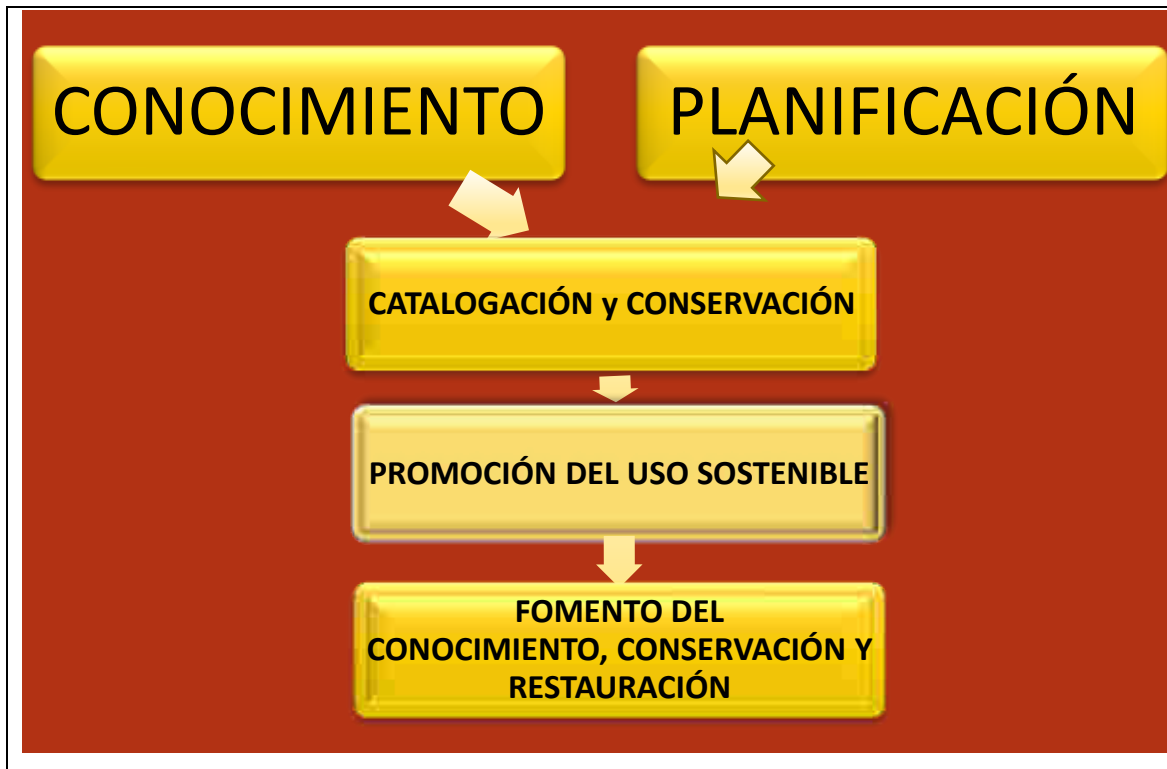 CONOCIMIENTO
PLANIFICACIÓN
CATALOGACIÓN y CONSERVACIÓN
PROMOCIÓN DEL USO SOSTENIBLE
FOMENTO DEL
CONOCIMIENTO, CONSERVACIÓN Y
RESTAURACIÓN